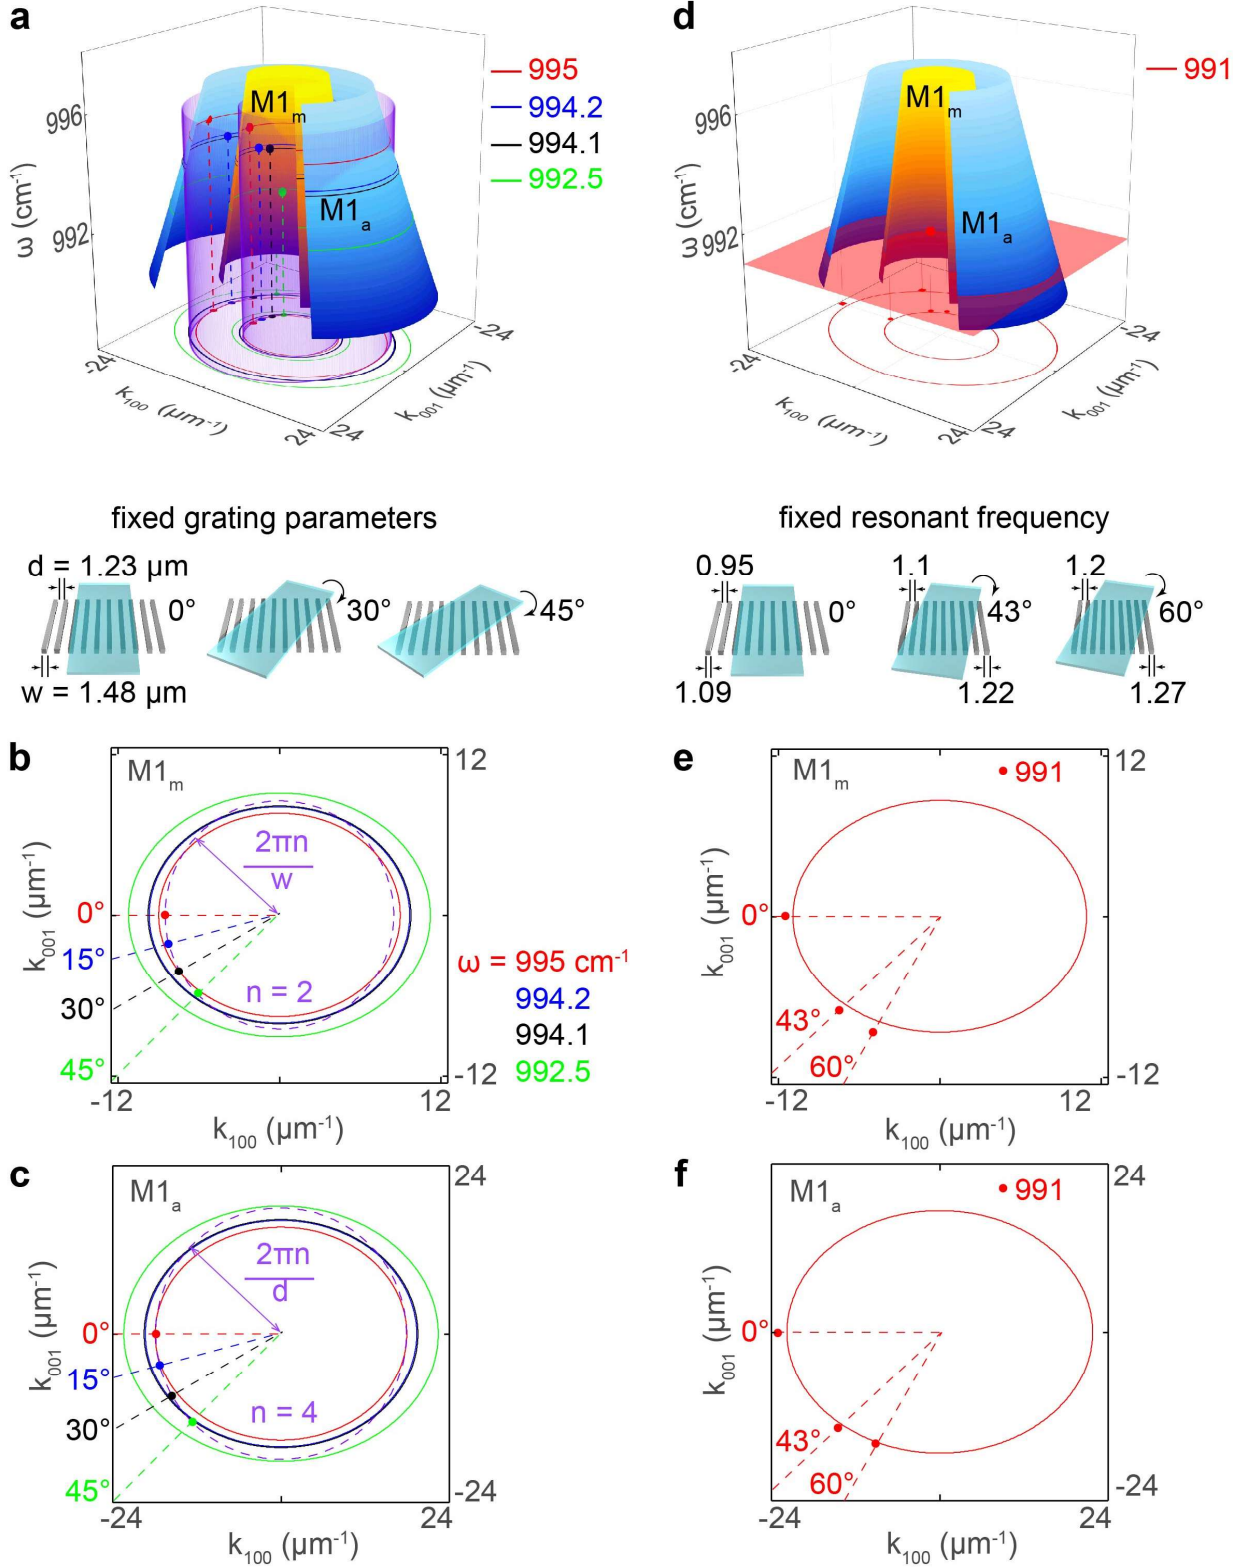 a
995
994.2
994.1
992.5
M1m
M1a
996
992
ω (cm-1)
-24
k100 (μm-1)
24
24
k001 (μm-1)
-24
fixed grating parameters
d = 1.23 μm
0°
30°
45°
w = 1.48 μm
b
M1m
12
2πn
w
k001 (μm-1)
0°
15°
30°
45°
n = 2
ω = 995 cm-1
994.2
994.1
992.5
-12
-12
12
k100 (μm-1)
c
M1a
24
2πn
d
k001 (μm-1)
0°
15°
30°
45°
n = 4
-24
-24
24
k100 (μm-1)
d
991
M1m
M1a
996
992
ω (cm-1)
-24
k100 (μm-1)
24
24
k001 (μm-1)
-24
fixed resonant frequency
0.95
1.1
1.2
0°
43°
60°
1.09
1.22
1.27
e
M1m
991
12
k001 (μm-1)
0°
43°
60°
-12
-12
12
k100 (μm-1)
f
M1a
991
24
k001 (μm-1)
0°
43°
60°
-24
-24
24
k100 (μm-1)